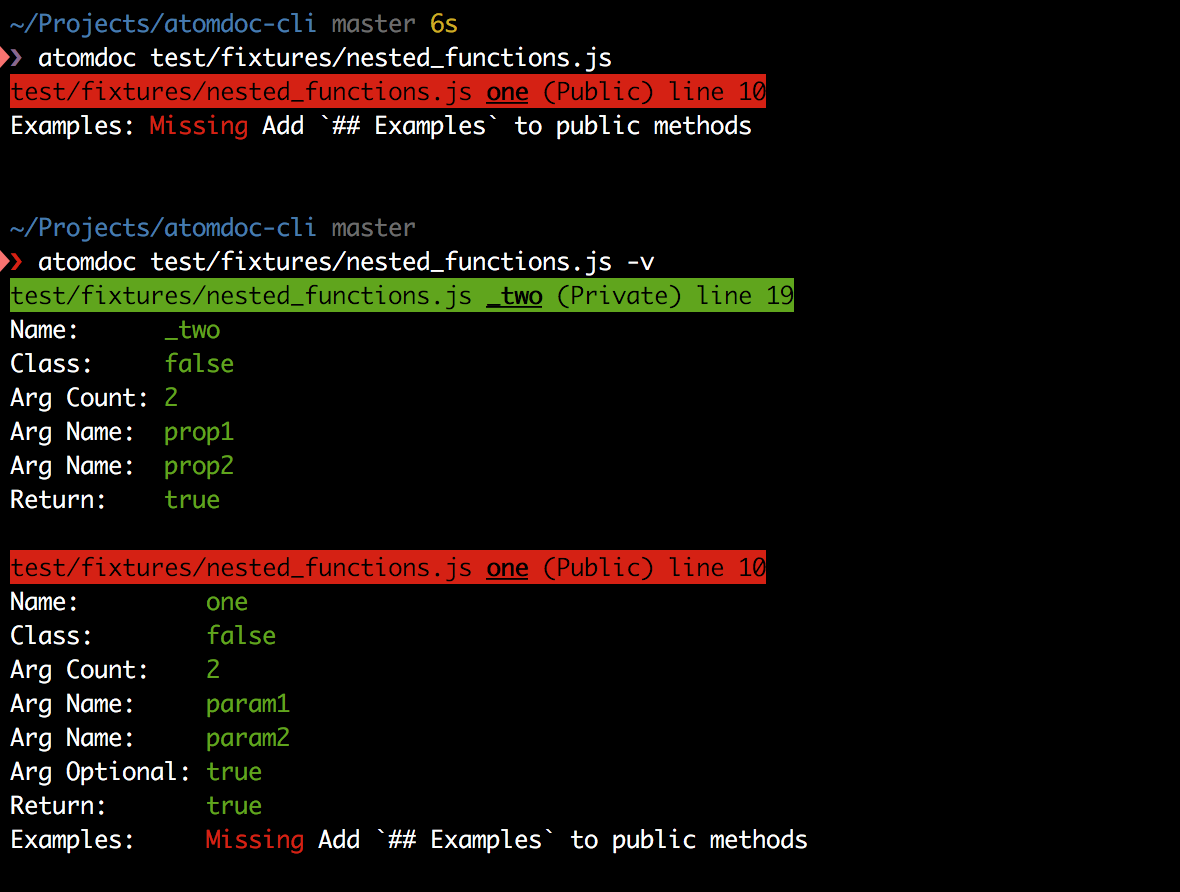 ~/Projects/atomdoc-cli master 6s
❯ atomdoc test/fixtures/nested_functions.js
test/fixtures/nested_functions.js one (Public) line 10
Examples: Missing Add `## Examples` to public methods
~/Projects/atomdoc-cli master
❯ atomdoc test/fixtures/nested_functions.js -v
test/fixtures/nested_functions.js _two (Private) line 19
Name: _two
Class: false
Arg Count: 2
Arg Name: prop1
Arg Name: prop2
Return: true
test/fixtures/nested_functions.js one (Public) line 10
Name: one
Class: false
Arg Count: 2
Arg Name: param1
Arg Name: param2
Arg Optional: true
Return: true
Examples: Missing Add `## Examples` to public methods